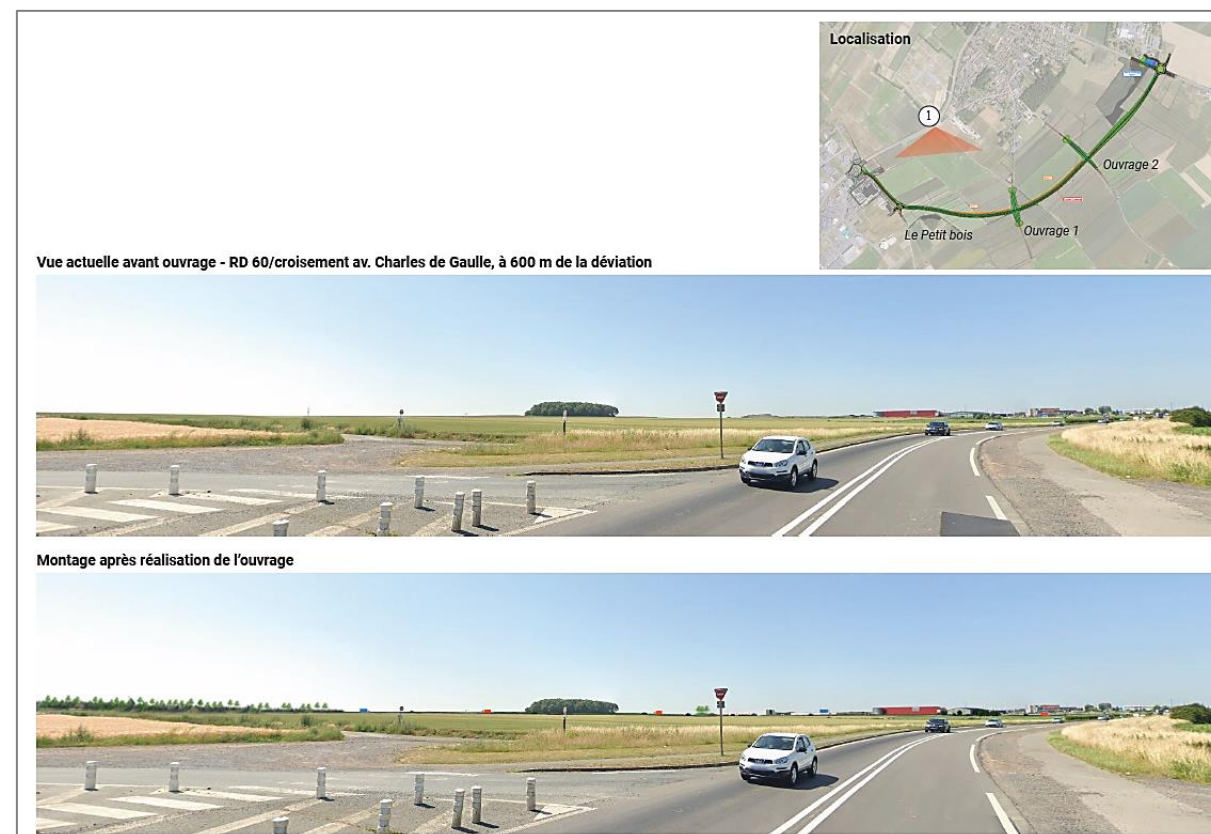 Localisation
1
Ouvrage 2
Ouvrage 1
Le Petit bois
Vue actuelle avant ouvrage - RD 60/croisement av. Charles de Gaulle, à 600 m de la déviation
Montage après réalisation de l'ouvrage